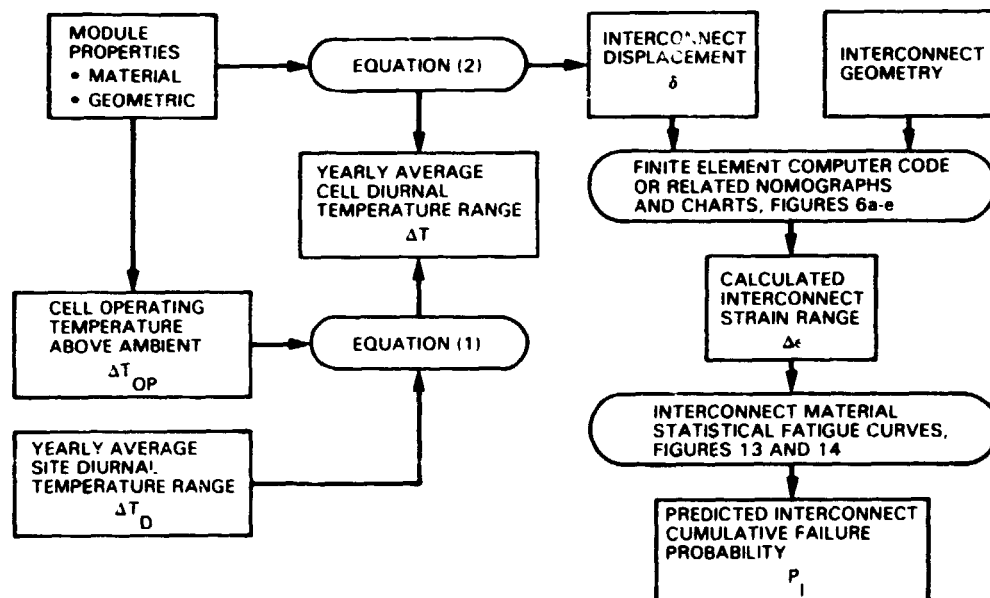 MODULE
PROPERTIES
• MATERIAL
• GEOMETRIC
EQUATION (2)
INTERCONNECT
DISPLACEMENT
δ
INTERCONNECT
GEOMETRY
YEARLY AVERAGE
CELL DIURNAL
TEMPERATURE RANGE
ΔT
FINITE ELEMENT COMPUTER CODE
OR RELATED NOMOGRAPHS
AND CHARTS, FIGURES 6a-e
CELL OPERATING
TEMPERATURE
ABOVE AMBIENT
ΔT OP
EQUATION (1)
CALCULATED
INTERCONNECT
STRAIN RANGE
Δε
YEARLY AVERAGE
SITE DIURNAL
TEMPERATURE RANGE
ΔT D
INTERCONNECT MATERIAL
STATISTICAL FATIGUE CURVES,
FIGURES 13 AND 14
PREDICTED INTERCONNECT
CUMULATIVE FAILURE
PROBABILITY
P I